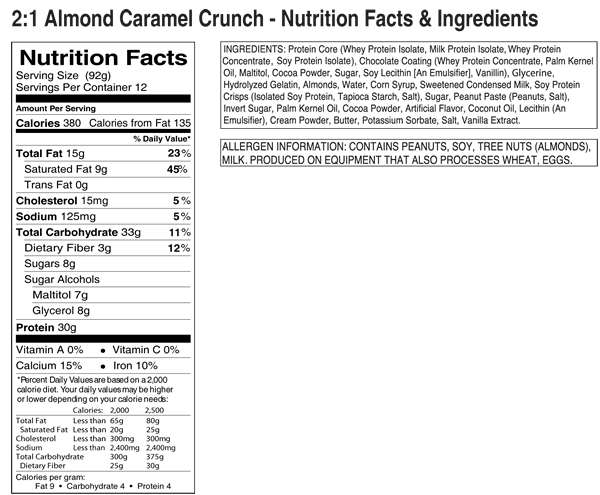 2:1 Almond Caramel Crunch - Nutrition Facts & Ingredients
Nutrition Facts
Serving Size (92g)
Servings Per Container 12
Amount Per Serving
Calories 380 Calories from Fat 135
% Daily Value*
Total Fat 15g 23%
Saturated Fat 9g 45%
Trans Fat 0g
Cholesterol 15mg 5%
Sodium 125mg 5%
Total Carbohydrate 33g 11%
Dietary Fiber 3g 12%
Sugars 8g
Sugar Alcohols
Maltitol 7g
Glycerol 8g
Protein 30g
Vitamin A 0% • Vitamin C 0%
Calcium 15% • Iron 10%
*Percent Daily Values are based on a 2,000
calorie diet. Your daily values may be higher
or lower depending on your calorie needs:
Calories: 2,000 2,500
Total Fat Less than 65g 80g
Saturated Fat Less than 20g 25g
Cholesterol Less than 300mg 300mg
Sodium Less than 2,400mg 2,400mg
Total Carbohydrate 300g 375g
Dietary Fiber 25g 30g
Calories per gram:
Fat 9 • Carbohydrate 4 • Protein 4
INGREDIENTS: Protein Core (Whey Protein Isolate, Milk Protein Isolate, Whey Protein
Concentrate, Soy Protein Isolate), Chocolate Coating (Whey Protein Concentrate, Palm Kernel
Oil, Maltitol, Cocoa Powder, Sugar, Soy Lecithin [An Emulsifier], Vanillin), Glycerine,
Hydrolyzed Gelatin, Almonds, Water, Corn Syrup, Sweetened Condensed Milk, Soy Protein
Crisps (Isolated Soy Protein, Tapioca Starch, Salt), Sugar, Peanut Paste (Peanuts, Salt),
Invert Sugar, Palm Kernel Oil, Cocoa Powder, Artificial Flavor, Coconut Oil, Lecithin (An
Emulsifier), Cream Powder, Butter, Potassium Sorbate, Salt, Vanilla Extract.
ALLERGEN INFORMATION: CONTAINS PEANUTS, SOY, TREE NUTS (ALMONDS),
MILK. PRODUCED ON EQUIPMENT THAT ALSO PROCESSES WHEAT, EGGS.